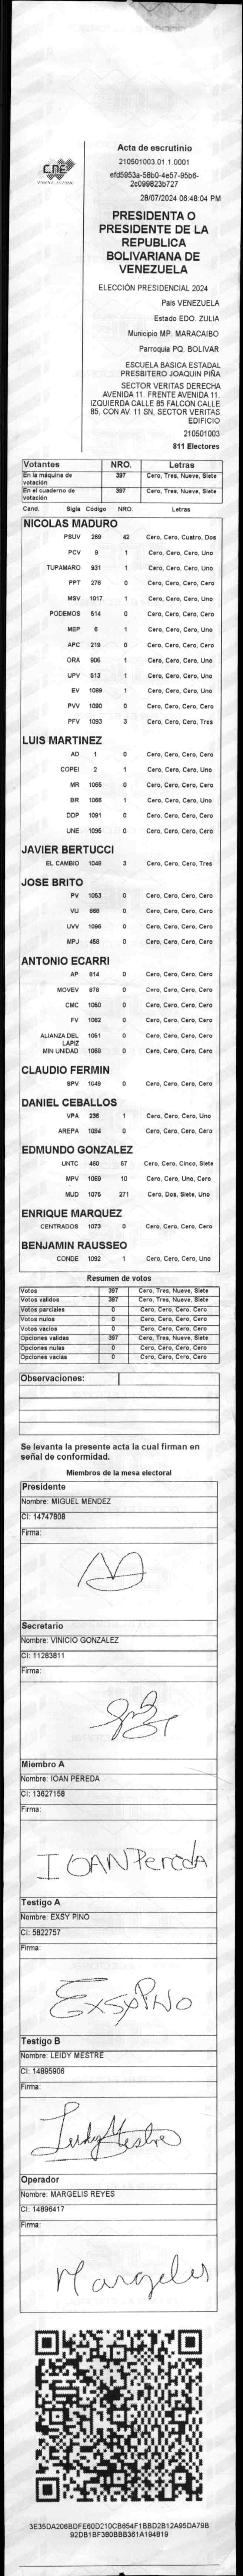 CNE
Acta de escrutinio
210501003.01.1.0001
efd5953a-58b0-4e57-95b6-
2c099823b727
28/07/2024 06:48:04 PM
PRESIDENTA O
PRESIDENTE DE LA
REPUBLICA
BOLIVARIANA DE
VENEZUELA
ELECCIÓN PRESIDENCIAL 2024
Pais VENEZUELA
Estado EDO. ZULIA
Municipio MP. MARACAIBO
Parroquia PQ. BOLIVAR
ESCUELA BASICA ESTADAL
PRESBITERO JOAQUIN PIÑA
SECTOR VERITAS DERECHA
AVENIDA 11. FRENTE AVENIDA 11.
IZQUIERDA CALLE 85 FALCON CALLE
85, CON AV. 11 SN, SECTOR VERITAS
EDIFICIO
210501003
811 Electores
Votantes NRO. Letras
En la máquina de votación 397 Cero, Tres, Nueve, Siete
En el cuaderno de votación 397 Cero, Tres, Nueve, Siete
Cand. Sigla Código NRO. Letras
NICOLAS MADURO
PSUV 269 42 Cero, Cero, Cuatro, Dos
PCV 9 1 Cero, Cero, Cero, Uno
TUPAMARO 931 1 Cero, Cero, Cero, Uno
PPT 276 0 Cero, Cero, Cero, Cero
MSV 1017 1 Cero, Cero, Cero, Uno
PODEMOS 514 0 Cero, Cero, Cero, Cero
MEP 6 1 Cero, Cero, Cero, Uno
APC 219 0 Cero, Cero, Cero, Cero
ORA 906 1 Cero, Cero, Cero, Uno
UPV 513 1 Cero, Cero, Cero, Uno
EV 1089 1 Cero, Cero, Cero, Uno
PVV 1090 0 Cero, Cero, Cero, Cero
PFV 1093 3 Cero, Cero, Cero, Tres
LUIS MARTINEZ
AD 1 0 Cero, Cero, Cero, Cero
COPEI 2 1 Cero, Cero, Cero, Uno
MR 1065 0 Cero, Cero, Cero, Cero
BR 1066 1 Cero, Cero, Cero, Uno
DDP 1091 0 Cero, Cero, Cero, Cero
UNE 1095 0 Cero, Cero, Cero, Cero
JAVIER BERTUCCI
EL CAMBIO 1048 3 Cero, Cero, Cero, Tres
JOSE BRITO
PV 1053 0 Cero, Cero, Cero, Cero
VU 868 0 Cero, Cero, Cero, Cero
UVV 1096 0 Cero, Cero, Cero, Cero
MPJ 458 0 Cero, Cero, Cero, Cero
ANTONIO ECARRI
AP 814 0 Cero, Cero, Cero, Cero
MOVEV 878 0 Cero, Cero, Cero, Cero
CMC 1050 0 Cero, Cero, Cero, Cero
FV 1062 0 Cero, Cero, Cero, Cero
ALIANZA DEL LAPIZ 1051 0 Cero, Cero, Cero, Cero
MIN UNIDAD 1068 0 Cero, Cero, Cero, Cero
CLAUDIO FERMIN
SPV 1049 0 Cero, Cero, Cero, Cero
DANIEL CEBALLOS
VPA 236 1 Cero, Cero, Cero, Uno
AREPA 1094 0 Cero, Cero, Cero, Cero
EDMUNDO GONZALEZ
UNTC 460 57 Cero, Cero, Cinco, Siete
MPV 1069 10 Cero, Cero, Uno, Cero
MUD 1075 271 Cero, Dos, Siete, Uno
ENRIQUE MARQUEZ
CENTRADOS 1073 0 Cero, Cero, Cero, Cero
BENJAMIN RAUSSEO
CONDE 1092 1 Cero, Cero, Cero, Uno
Resumen de votos
Votos 397 Cero, Tres, Nueve, Siete
Votos validos 397 Cero, Tres, Nueve, Siete
Votos parciales 0 Cero, Cero, Cero, Cero
Votos nulos 0 Cero, Cero, Cero, Cero
Votos vacios 0 Cero, Cero, Cero, Cero
Opciones validas 397 Cero, Tres, Nueve, Siete
Opciones nulas 0 Cero, Cero, Cero, Cero
Opciones vacias 0 Cero, Cero, Cero, Cero
Observaciones:
Se levanta la presente acta la cual firman en
señal de conformidad.
Miembros de la mesa electoral
Presidente
Nombre: MIGUEL MENDEZ
CI: 14747808
Firma:
Secretario
Nombre: VINICIO GONZALEZ
CI: 11283811
Firma:
Miembro A
Nombre: IOAN PEREDA
CI: 13627156
Firma:
IOAN Pereda
Testigo A
Nombre: EXSY PINO
CI: 5822757
Firma:
Exsy Pino
Testigo B
Nombre: LEIDY MESTRE
CI: 14895906
Firma:
Leidy Mestre
Operador
Nombre: MARGELIS REYES
CI: 14896417
Firma:
Margelis
3E35DA206BDFE60D210CB654F1BBD2B12A95DA79B
92DB1BF380BBB361A194819